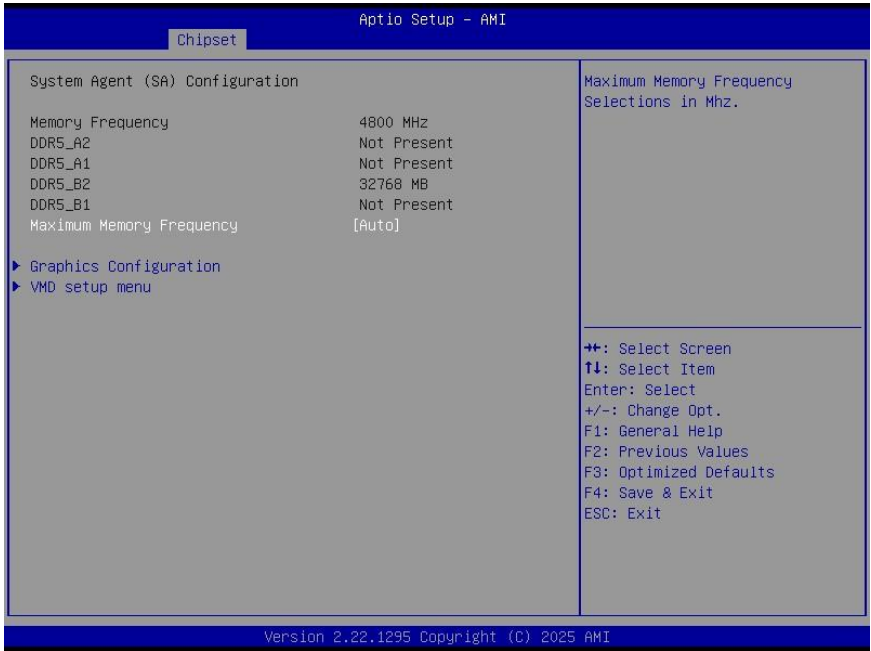 Aptio Setup – AMI
Chipset
System Agent (SA) Configuration
Memory Frequency 4800 MHz
DDR5_A2 Not Present
DDR5_A1 Not Present
DDR5_B2 32768 MB
DDR5_B1 Not Present
Maximum Memory Frequency [Auto]
Graphics Configuration
VMD setup menu
Maximum Memory Frequency
Selections in Mhz.
→←: Select Screen
↑↓: Select Item
Enter: Select
+/-: Change Opt.
F1: General Help
F2: Previous Values
F3: Optimized Defaults
F4: Save & Exit
ESC: Exit
Version 2.22.1295 Copyright (C) 2025 AMI